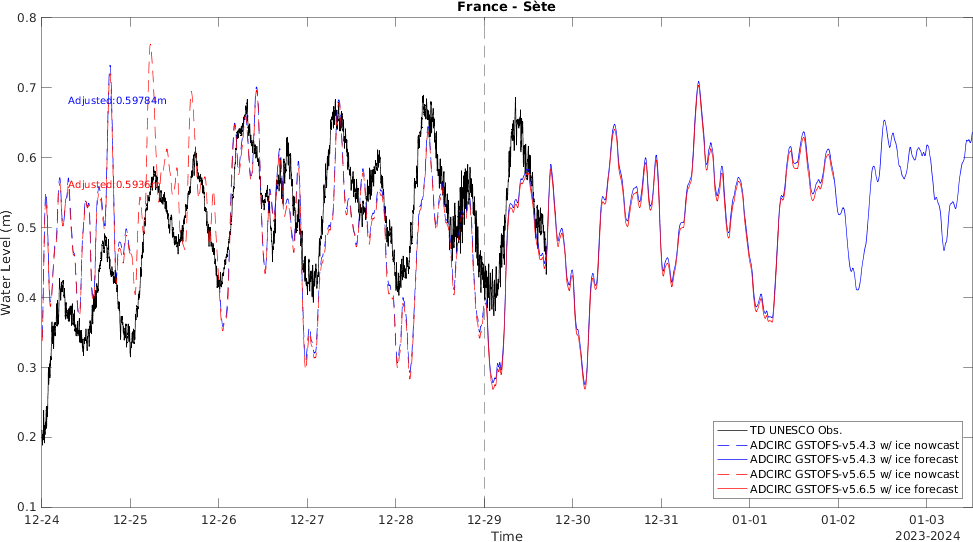 France - Sète
0.8
0.7
0.6
0.5
0.4
0.3
0.2
0.1
Water Level (m)
Adjusted:0.59784m
Adjusted:0.5936
TD UNESCO Obs.
ADCIRC GSTOFS-v5.4.3 w/ ice nowcast
ADCIRC GSTOFS-v5.4.3 w/ ice forecast
ADCIRC GSTOFS-v5.6.5 w/ ice nowcast
ADCIRC GSTOFS-v5.6.5 w/ ice forecast
12-24 12-25 12-26 12-27 12-28 12-29 12-30 12-31 01-01 01-02 01-03
Time
2023-2024